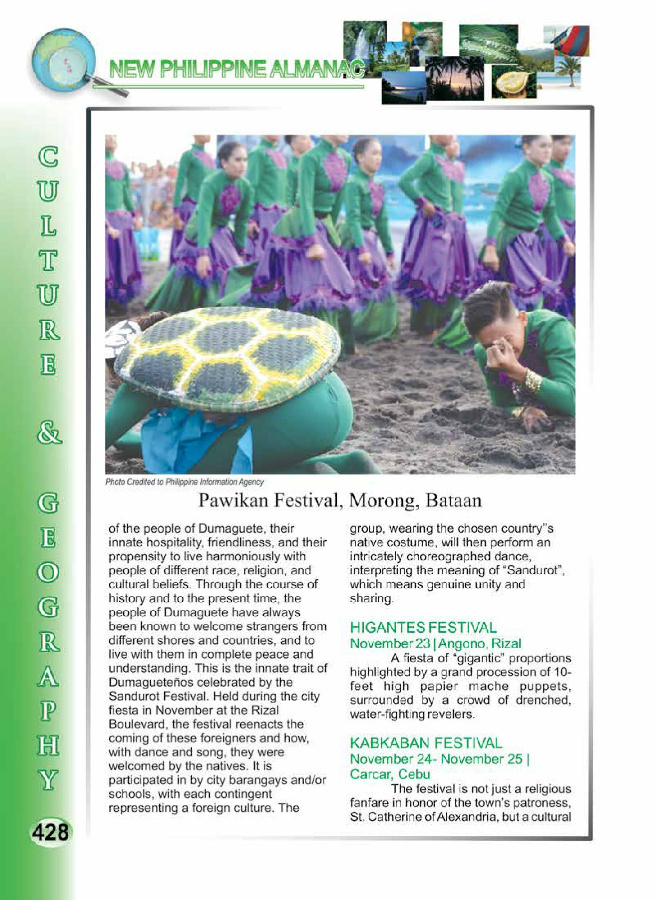 NEW PHILIPPINE ALMANAC
CULTURE & GEOGRAPHY
Photo Credited to Philippine Information Agency
Pawikan Festival, Morong, Bataan
of the people of Dumaguete, their
innate hospitality, friendliness, and their
propensity to live harmoniously with
people of different race, religion, and
cultural beliefs. Through the course of
history and to the present time, the
people of Dumaguete have always
been known to welcome strangers from
different shores and countries, and to
live with them in complete peace and
understanding. This is the innate trait of
Dumagueteños celebrated by the
Sandurot Festival. Held during the city
fiesta in November at the Rizal
Boulevard, the festival reenacts the
coming of these foreigners and how,
with dance and song, they were
welcomed by the natives. It is
participated in by city barangays and/or
schools, with each contingent
representing a foreign culture. The
group, wearing the chosen country"s
native costume, will then perform an
intricately choreographed dance,
interpreting the meaning of "Sandurot",
which means genuine unity and
sharing.
HIGANTES FESTIVAL
November 23 | Angono, Rizal
A fiesta of "gigantic" proportions
highlighted by a grand procession of 10-
feet high papier mache puppets,
surrounded by a crowd of drenched,
water-fighting revelers.
KABKABAN FESTIVAL
November 24- November 25 |
Carcar, Cebu
The festival is not just a religious
fanfare in honor of the town's patroness,
St. Catherine of Alexandria, but a cultural
428